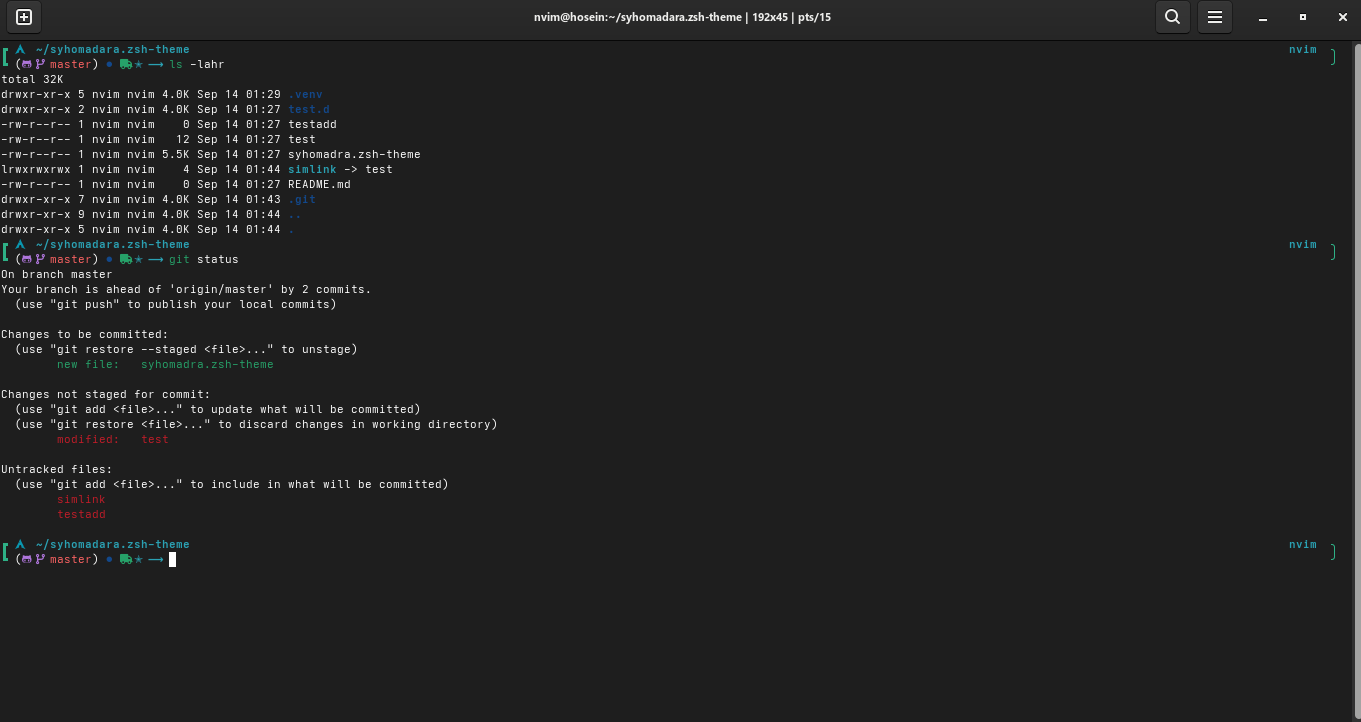 nvim@hosein:~/syhomadara.zsh-theme | 192x45 | pts/15
~/syhomadara.zsh-theme nvim
( master) ● ★ ⟶ ls -lahr
total 32K
drwxr-xr-x 5 nvim nvim 4.0K Sep 14 01:29 .venv
drwxr-xr-x 2 nvim nvim 4.0K Sep 14 01:27 test.d
-rw-r--r-- 1 nvim nvim    0 Sep 14 01:27 testadd
-rw-r--r-- 1 nvim nvim   12 Sep 14 01:27 test
-rw-r--r-- 1 nvim nvim 5.5K Sep 14 01:27 syhomadra.zsh-theme
lrwxrwxrwx 1 nvim nvim    4 Sep 14 01:44 simlink -> test
-rw-r--r-- 1 nvim nvim    0 Sep 14 01:27 README.md
drwxr-xr-x 7 nvim nvim 4.0K Sep 14 01:43 .git
drwxr-xr-x 9 nvim nvim 4.0K Sep 14 01:44 ..
drwxr-xr-x 5 nvim nvim 4.0K Sep 14 01:44 .
~/syhomadara.zsh-theme nvim
( master) ● ★ ⟶ git status
On branch master
Your branch is ahead of 'origin/master' by 2 commits.
  (use "git push" to publish your local commits)

Changes to be committed:
  (use "git restore --staged <file>..." to unstage)
        new file:   syhomadra.zsh-theme

Changes not staged for commit:
  (use "git add <file>..." to update what will be committed)
  (use "git restore <file>..." to discard changes in working directory)
        modified:   test

Untracked files:
  (use "git add <file>..." to include in what will be committed)
        simlink
        testadd

~/syhomadara.zsh-theme nvim
( master) ● ★ ⟶